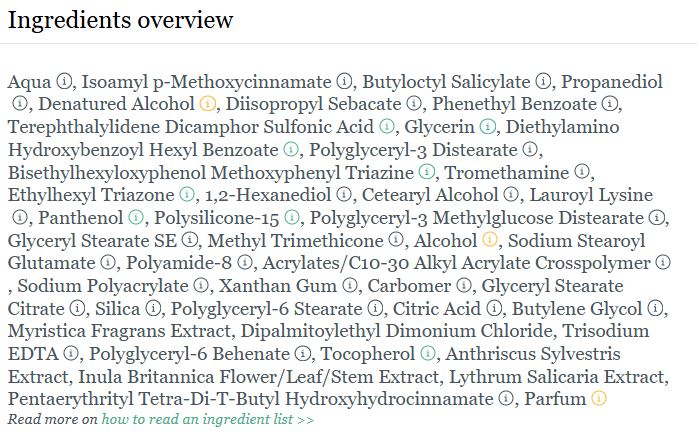 Ingredients overview
Aqua ⓘ, Isoamyl p-Methoxycinnamate ⓘ, Butyloctyl Salicylate ⓘ, Propanediol
ⓘ, Denatured Alcohol ⓘ, Diisopropyl Sebacate ⓘ, Phenethyl Benzoate ⓘ,
Terephthalylidene Dicamphor Sulfonic Acid ⓘ, Glycerin ⓘ, Diethylamino
Hydroxybenzoyl Hexyl Benzoate ⓘ, Polyglyceryl-3 Distearate ⓘ,
Bisethylhexyloxyphenol Methoxyphenyl Triazine ⓘ, Tromethamine ⓘ,
Ethylhexyl Triazone ⓘ, 1,2-Hexanediol ⓘ, Cetearyl Alcohol ⓘ, Lauroyl Lysine
ⓘ, Panthenol ⓘ, Polysilicone-15 ⓘ, Polyglyceryl-3 Methylglucose Distearate ⓘ,
Glyceryl Stearate SE ⓘ, Methyl Trimethicone ⓘ, Alcohol ⓘ, Sodium Stearoyl
Glutamate ⓘ, Polyamide-8 ⓘ, Acrylates/C10-30 Alkyl Acrylate Crosspolymer ⓘ
, Sodium Polyacrylate ⓘ, Xanthan Gum ⓘ, Carbomer ⓘ, Glyceryl Stearate
Citrate ⓘ, Silica ⓘ, Polyglyceryl-6 Stearate ⓘ, Citric Acid ⓘ, Butylene Glycol ⓘ,
Myristica Fragrans Extract, Dipalmitoylethyl Dimonium Chloride, Trisodium
EDTA ⓘ, Polyglyceryl-6 Behenate ⓘ, Tocopherol ⓘ, Anthriscus Sylvestris
Extract, Inula Britannica Flower/Leaf/Stem Extract, Lythrum Salicaria Extract,
Pentaerythrityl Tetra-Di-T-Butyl Hydroxyhydrocinnamate ⓘ, Parfum ⓘ
Read more on how to read an ingredient list >>